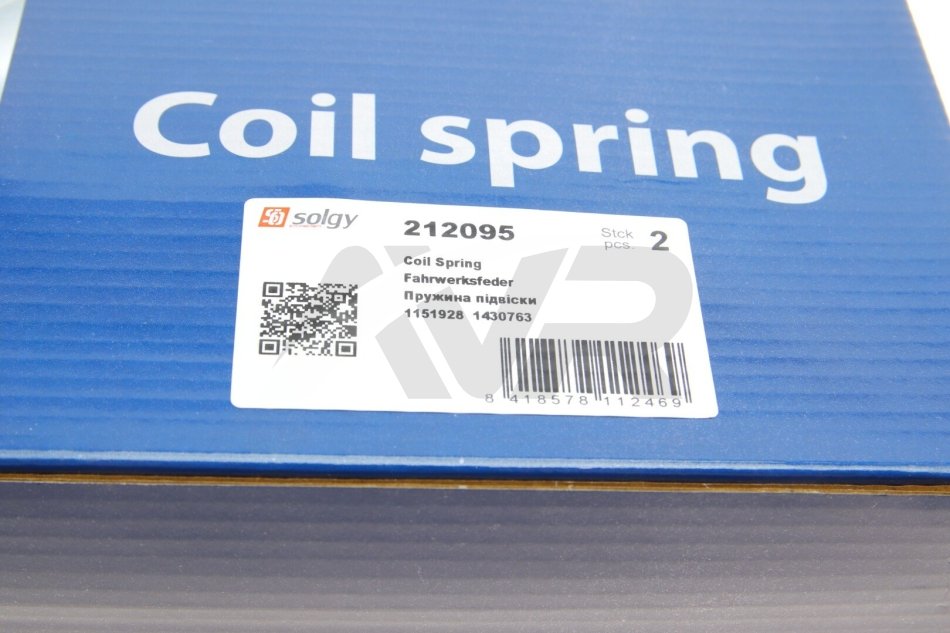 Coil spring
solgy
212095
Stck
pcs. 2
Coil Spring
Fahrwerksfeder
Пружина підвіски
1151928 1430763
8 418578 112469